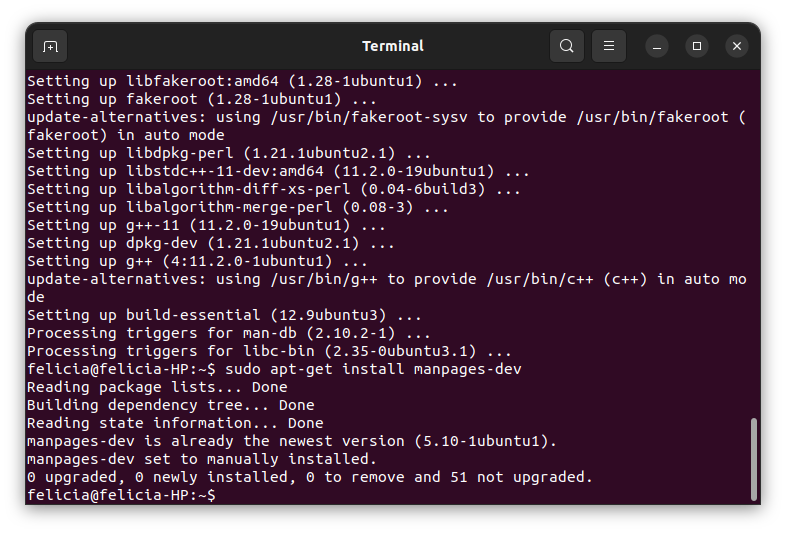 Terminal
Setting up libfakeroot:amd64 (1.28-1ubuntu1) ...
Setting up fakeroot (1.28-1ubuntu1) ...
update-alternatives: using /usr/bin/fakeroot-sysv to provide /usr/bin/fakeroot (
fakeroot) in auto mode
Setting up libdpkg-perl (1.21.1ubuntu2.1) ...
Setting up libstdc++-11-dev:amd64 (11.2.0-19ubuntu1) ...
Setting up libalgorithm-diff-xs-perl (0.04-6build3) ...
Setting up libalgorithm-merge-perl (0.08-3) ...
Setting up g++-11 (11.2.0-19ubuntu1) ...
Setting up dpkg-dev (1.21.1ubuntu2.1) ...
Setting up g++ (4:11.2.0-1ubuntu1) ...
update-alternatives: using /usr/bin/g++ to provide /usr/bin/c++ (c++) in auto mo
de
Setting up build-essential (12.9ubuntu3) ...
Processing triggers for man-db (2.10.2-1) ...
Processing triggers for libc-bin (2.35-0ubuntu3.1) ...
felicia@felicia-HP:~$ sudo apt-get install manpages-dev
Reading package lists... Done
Building dependency tree... Done
Reading state information... Done
manpages-dev is already the newest version (5.10-1ubuntu1).
manpages-dev set to manually installed.
0 upgraded, 0 newly installed, 0 to remove and 51 not upgraded.
felicia@felicia-HP:~$